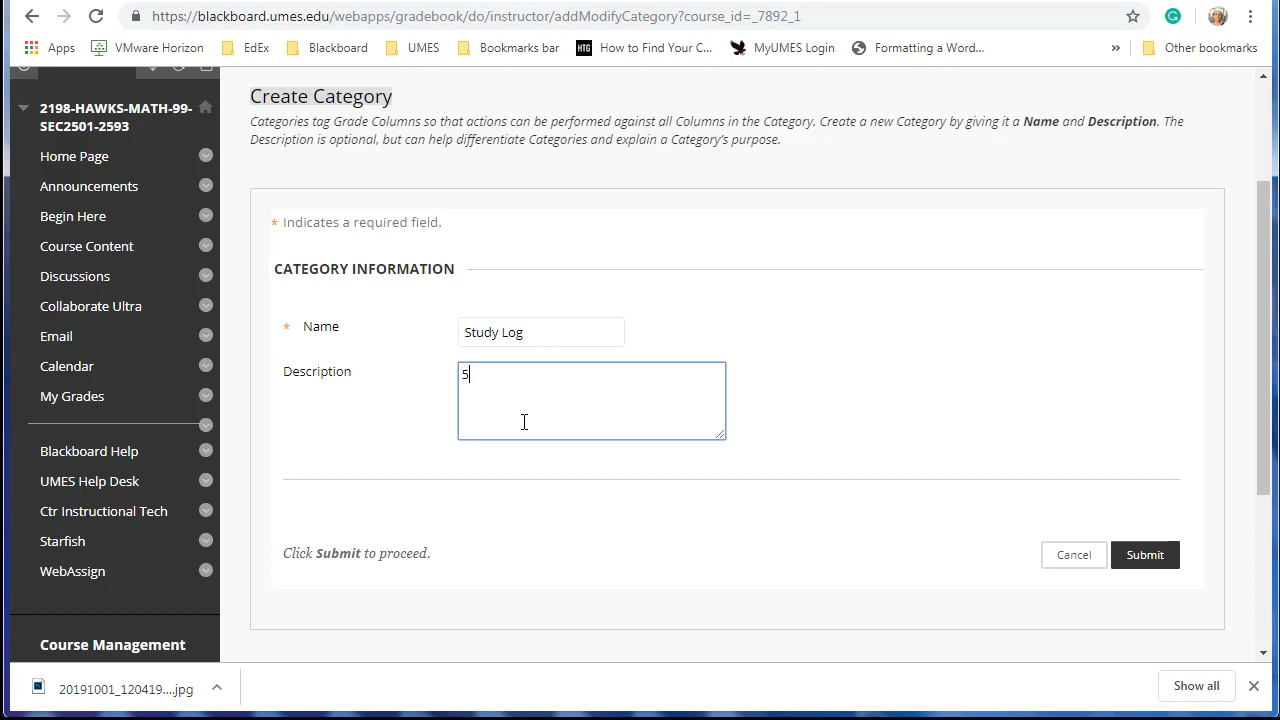 https://blackboard.umes.edu/webapps/gradebook/do/instructor/addModifyCategory?course_id=_7892_1
Apps VMware Horizon EdEx Blackboard UMES Bookmarks bar HTG How to Find Your C... MyUMES Login Formatting a Word... » Other bookmarks
2198-HAWKS-MATH-99-
SEC2501-2593
Home Page
Announcements
Begin Here
Course Content
Discussions
Collaborate Ultra
Email
Calendar
My Grades
Blackboard Help
UMES Help Desk
Ctr Instructional Tech
Starfish
WebAssign
Course Management
Create Category
Categories tag Grade Columns so that actions can be performed against all Columns in the Category. Create a new Category by giving it a Name and Description. The
Description is optional, but can help differentiate Categories and explain a Category's purpose.
* Indicates a required field.
CATEGORY INFORMATION
* Name Study Log
Description 5
Click Submit to proceed.
Cancel Submit
20191001_120419....jpg
Show all